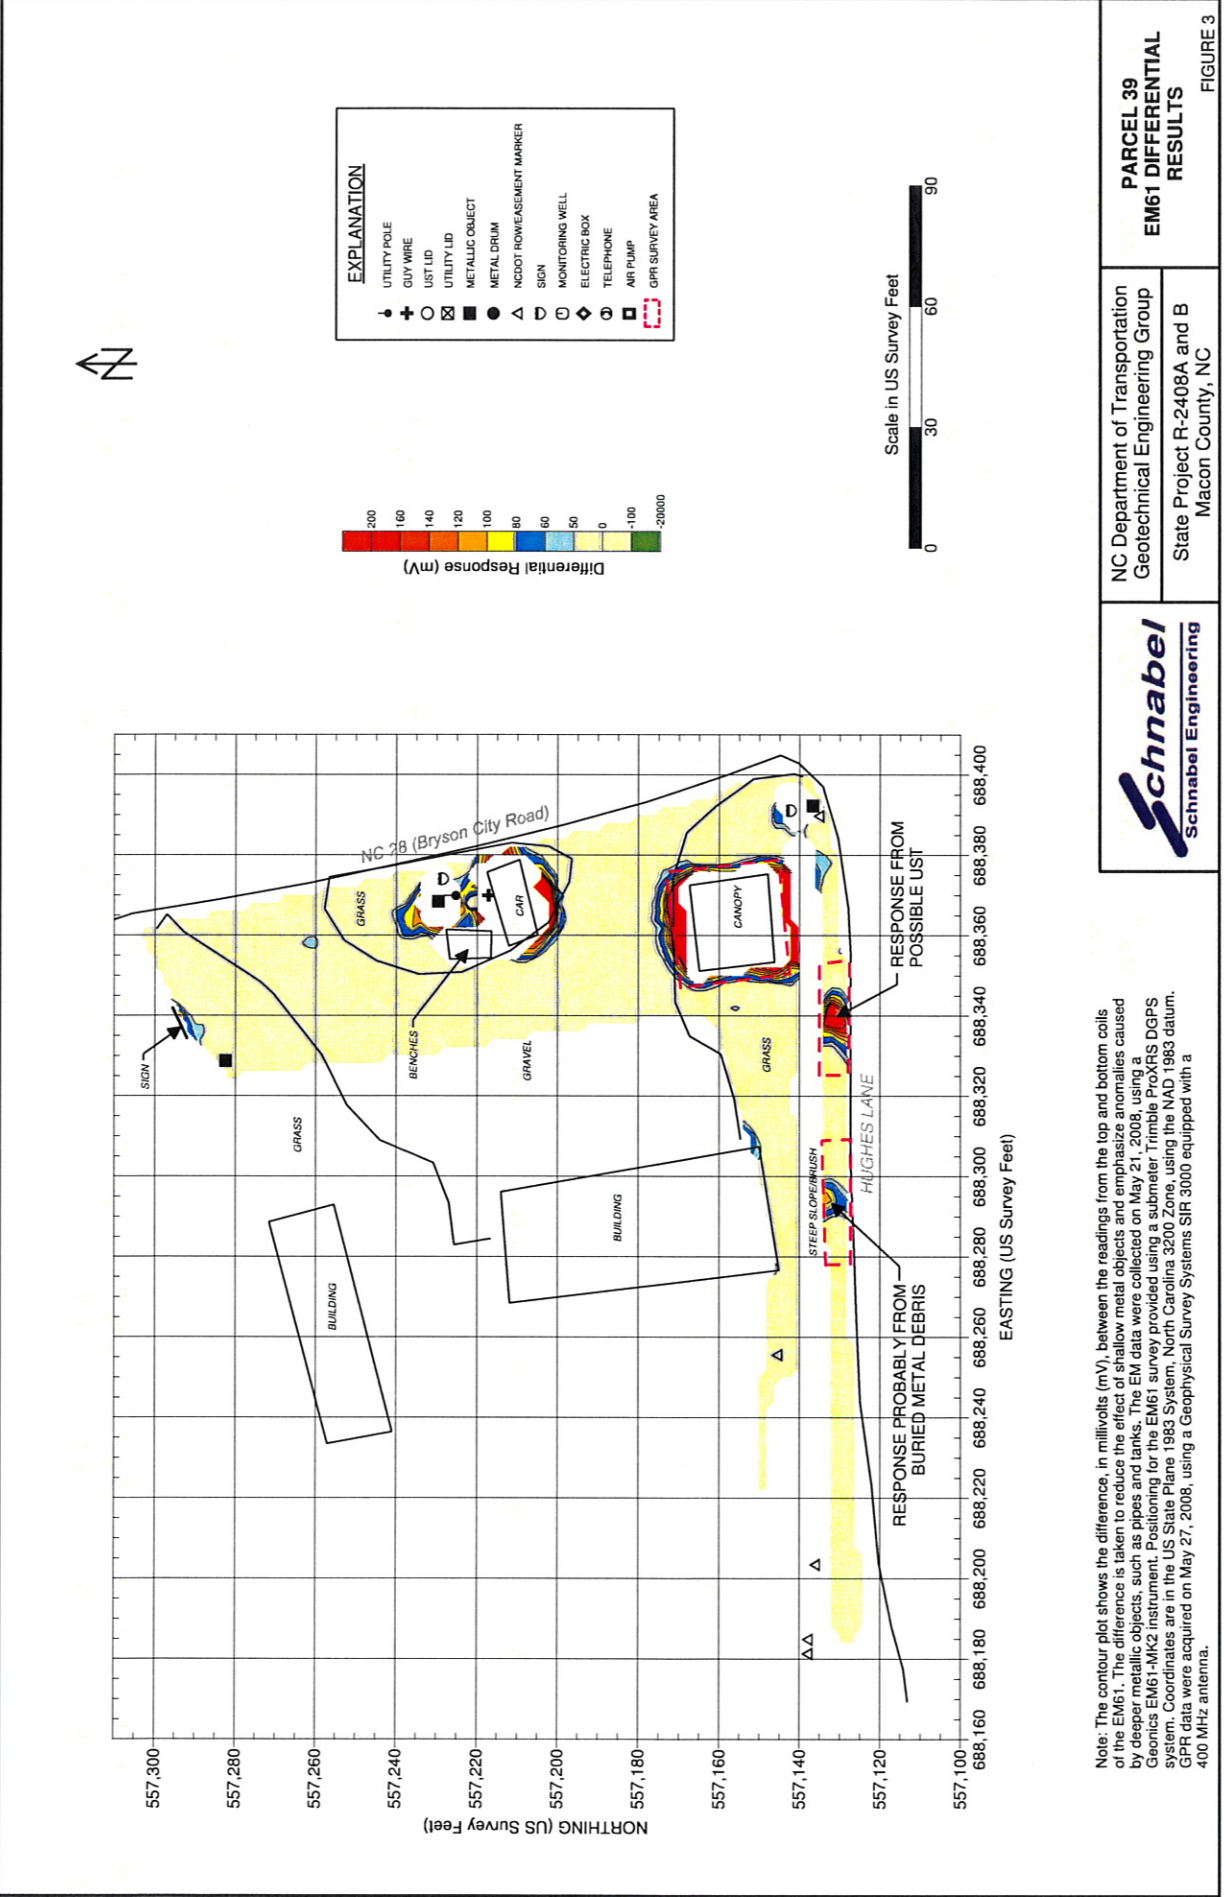 EXPLANATION
UTILITY POLE
GUY WIRE
UST LID
UTILITY LID
METALLIC OBJECT
METAL DRUM
NCDOT ROW/EASEMENT MARKER
SIGN
MONITORING WELL
ELECTRIC BOX
TELEPHONE
AIR PUMP
GPR SURVEY AREA
N
Differential Response (mV)
200
160
140
120
100
80
60
50
0
-100
-20000
Scale in US Survey Feet
0
30
60
90
NORTHING (US Survey Feet)
557,300
557,280
557,260
557,240
557,220
557,200
557,180
557,160
557,140
557,120
557,100
688,160
688,180
688,200
688,220
688,240
688,260
688,280
688,300
688,320
688,340
688,360
688,380
688,400
EASTING (US Survey Feet)
SIGN
GRASS
BUILDING
GRASS
NC 28 (Bryson City Road)
BENCHES
CAR
GRAVEL
BUILDING
CANOPY
GRASS
STEEP SLOPE/BRUSH
HUGHES LANE
RESPONSE FROM
POSSIBLE UST
RESPONSE PROBABLY FROM
BURIED METAL DEBRIS
Note: The contour plot shows the difference, in millivolts (mV), between the readings from the top and bottom coils
of the EM61. The difference is taken to reduce the effect of shallow metal objects and emphasize anomalies caused
by deeper metallic objects, such as pipes and tanks. The EM data were collected on May 21, 2008, using a
Geonics EM61-MK2 instrument. Positioning for the EM61 survey provided using a submeter Trimble ProXRS DGPS
system. Coordinates are in the US State Plane 1983 System, North Carolina 3200 Zone, using the NAD 1983 datum.
GPR data were acquired on May 27, 2008, using a Geophysical Survey Systems SIR 3000 equipped with a
400 MHz antenna.
Schnabel
Schnabel Engineering
NC Department of Transportation
Geotechnical Engineering Group
State Project R-2408A and B
Macon County, NC
PARCEL 39
EM61 DIFFERENTIAL
RESULTS
FIGURE 3